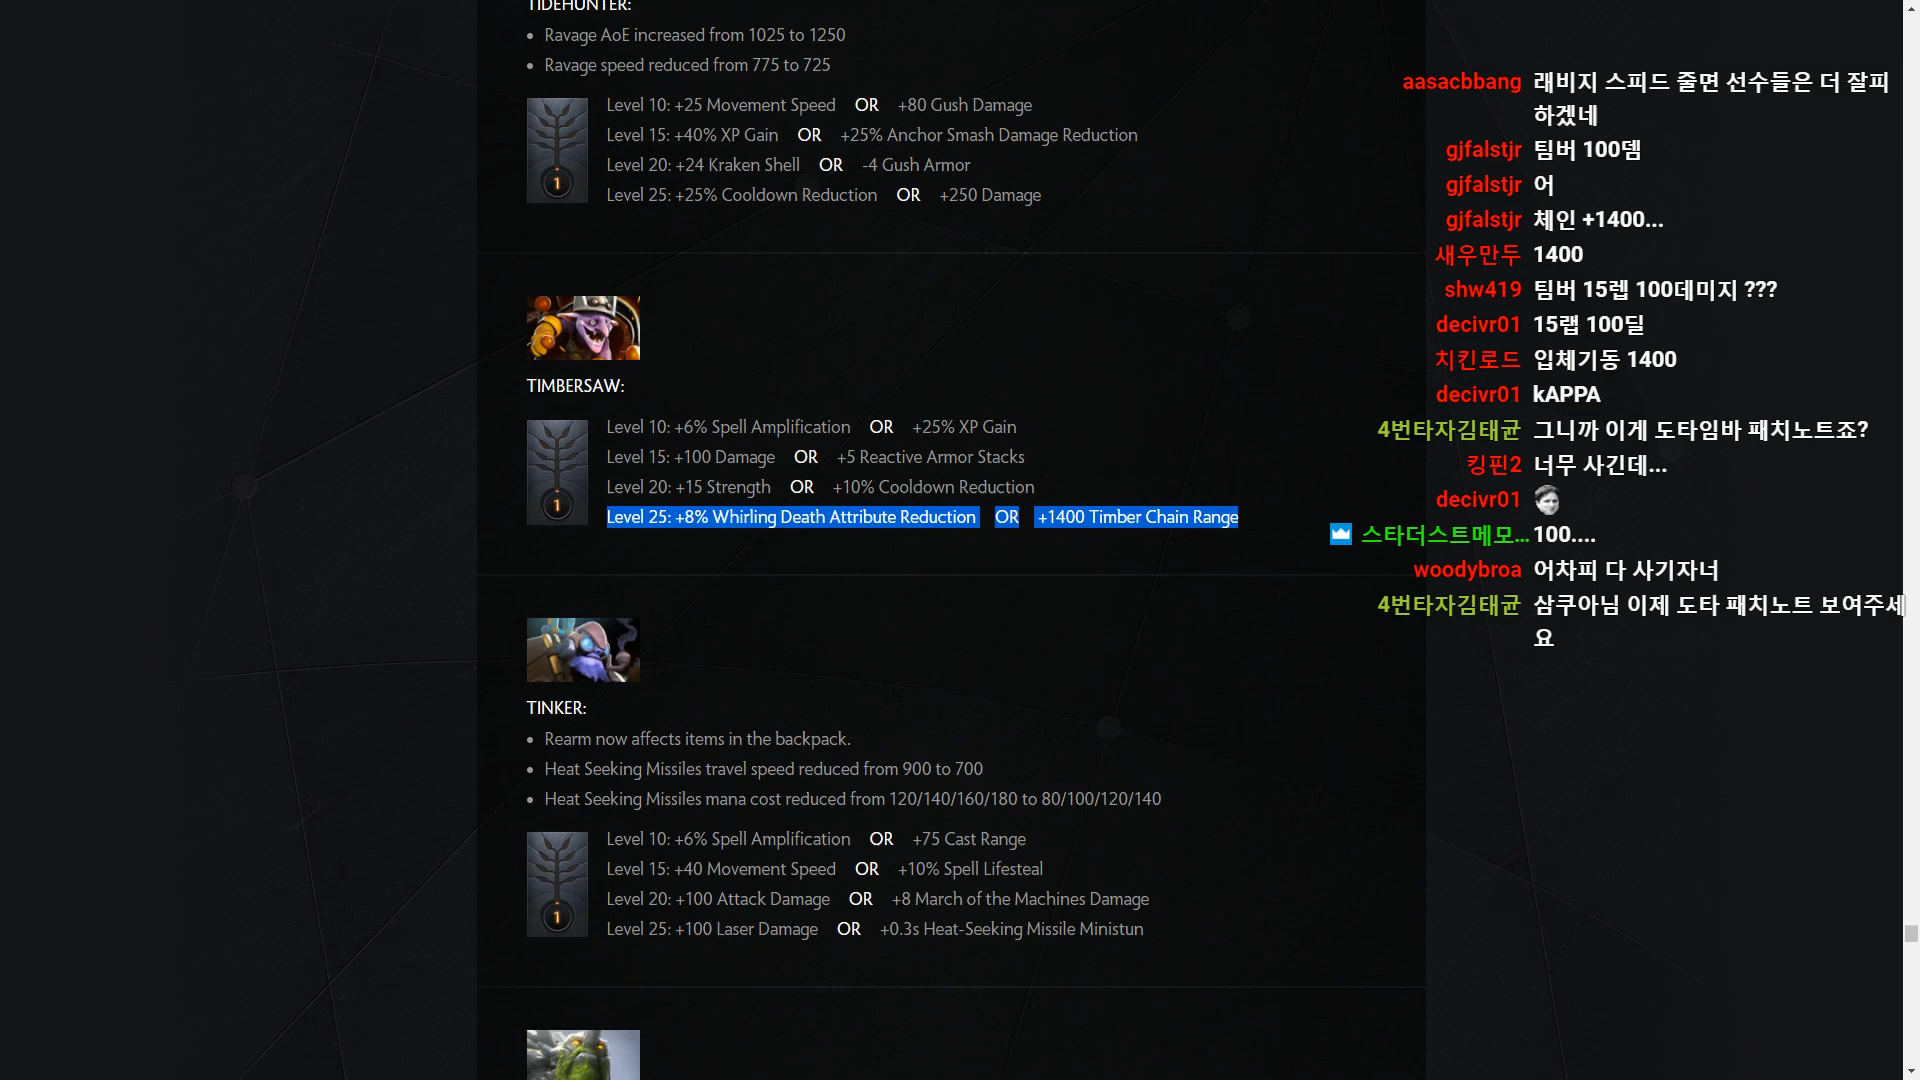 TIDEHUNTER:
Ravage AoE increased from 1025 to 1250
Ravage speed reduced from 775 to 725
Level 10: +25 Movement Speed OR +80 Gush Damage
Level 15: +40% XP Gain OR +25% Anchor Smash Damage Reduction
Level 20: +24 Kraken Shell OR -4 Gush Armor
1
Level 25: +25% Cooldown Reduction OR +250 Damage
TIMBERSAW:
Level 10: +6% Spell Amplification OR +25% XP Gain
Level 15: +100 Damage OR +5 Reactive Armor Stacks
Level 20: +15 Strength OR +10% Cooldown Reduction
1
Level 25: +8% Whirling Death Attribute Reduction OR +1400 Timber Chain Range
TINKER:
Rearm now affects items in the backpack.
Heat Seeking Missiles travel speed reduced from 900 to 700
Heat Seeking Missiles mana cost reduced from 120/140/160/180 to 80/100/120/140
Level 10: +6% Spell Amplification OR +75 Cast Range
Level 15: +40 Movement Speed OR +10% Spell Lifesteal
Level 20: +100 Attack Damage OR +8 March of the Machines Damage
1
Level 25: +100 Laser Damage OR +0.3s Heat-Seeking Missile Ministun
aasacbbang 래비지 스피드 줄면 선수들은 더 잘피
하겠네
gjfalstjr 팀버 100뎀
gjfalstjr 어
gjfalstjr 체인 +1400...
새우만두 1400
shw419 팀버 15렙 100데미지 ???
decivr01 15랩 100딜
치킨로드 입체기동 1400
decivr01 kAPPA
4번타자김태균 그니까 이게 도타임바 패치노트죠?
킹핀2 너무 사긴데...
decivr01
스타더스트메모... 100....
woodybroa 어차피 다 사기자너
4번타자김태균 삼쿠아님 이제 도타 패치노트 보여주세
요